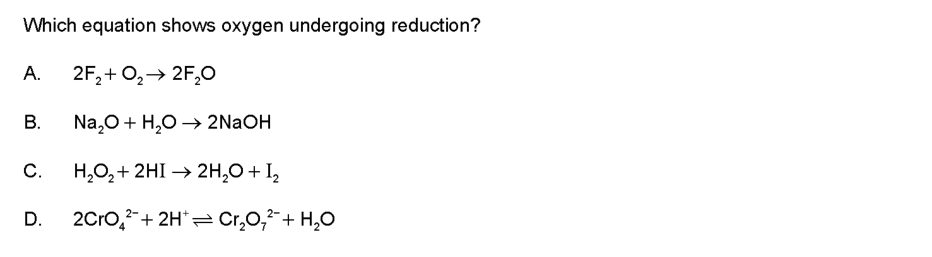 Which equation shows oxygen undergoing reduction?
A. 2F₂ + O₂ → 2F₂O
B. Na₂O + H₂O → 2NaOH
C. H₂O₂ + 2HI → 2H₂O + I₂
D. 2CrO₄²⁻ + 2H⁺ ⇌ Cr₂O₇²⁻ + H₂O